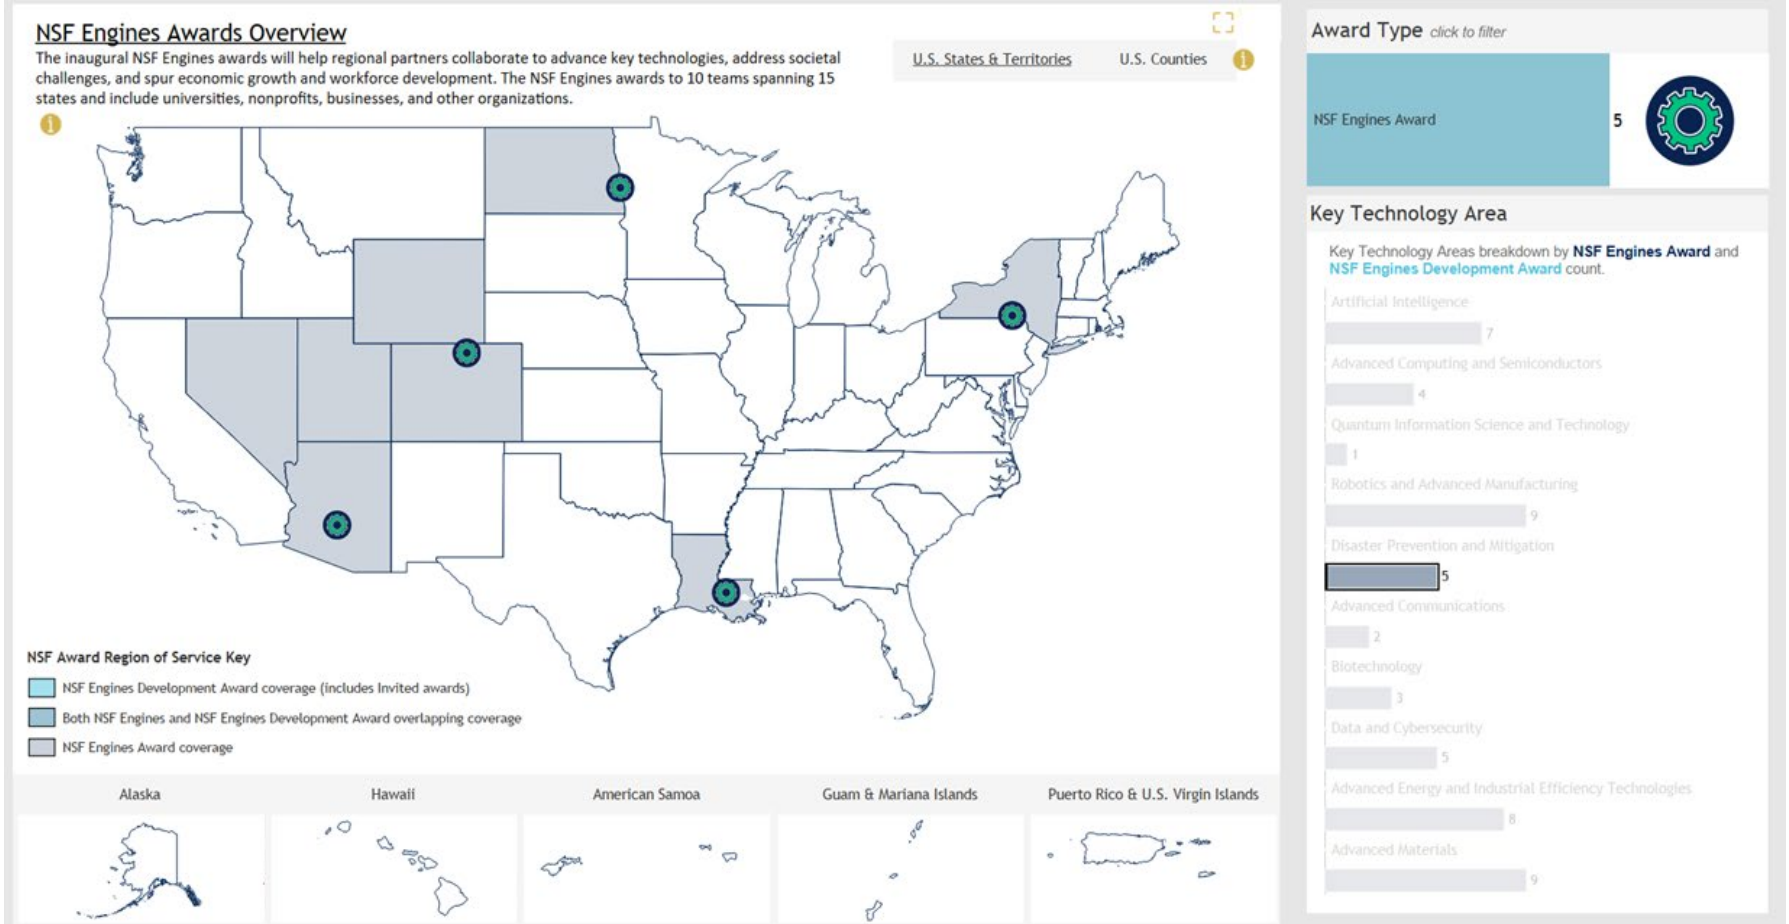 NSF Engines Awards Overview
The inaugural NSF Engines awards will help regional partners collaborate to advance key technologies, address societal
challenges, and spur economic growth and workforce development. The NSF Engines awards to 10 teams spanning 15
states and include universities, nonprofits, businesses, and other organizations.
U.S. States & Territories
U.S. Counties
i
i
NSF Award Region of Service Key
NSF Engines Development Award coverage (includes Invited awards)
Both NSF Engines and NSF Engines Development Award overlapping coverage
NSF Engines Award coverage
Alaska
Hawaii
American Samoa
Guam & Mariana Islands
Puerto Rico & U.S. Virgin Islands
Award Type click to filter
NSF Engines Award
5
Key Technology Area
Key Technology Areas breakdown by NSF Engines Award and
NSF Engines Development Award count.
Artificial Intelligence
7
Advanced Computing and Semiconductors
4
Quantum Information Science and Technology
1
Robotics and Advanced Manufacturing
9
Disaster Prevention and Mitigation
5
Advanced Communications
2
Biotechnology
3
Data and Cybersecurity
5
Advanced Energy and Industrial Efficiency Technologies
8
Advanced Materials
9